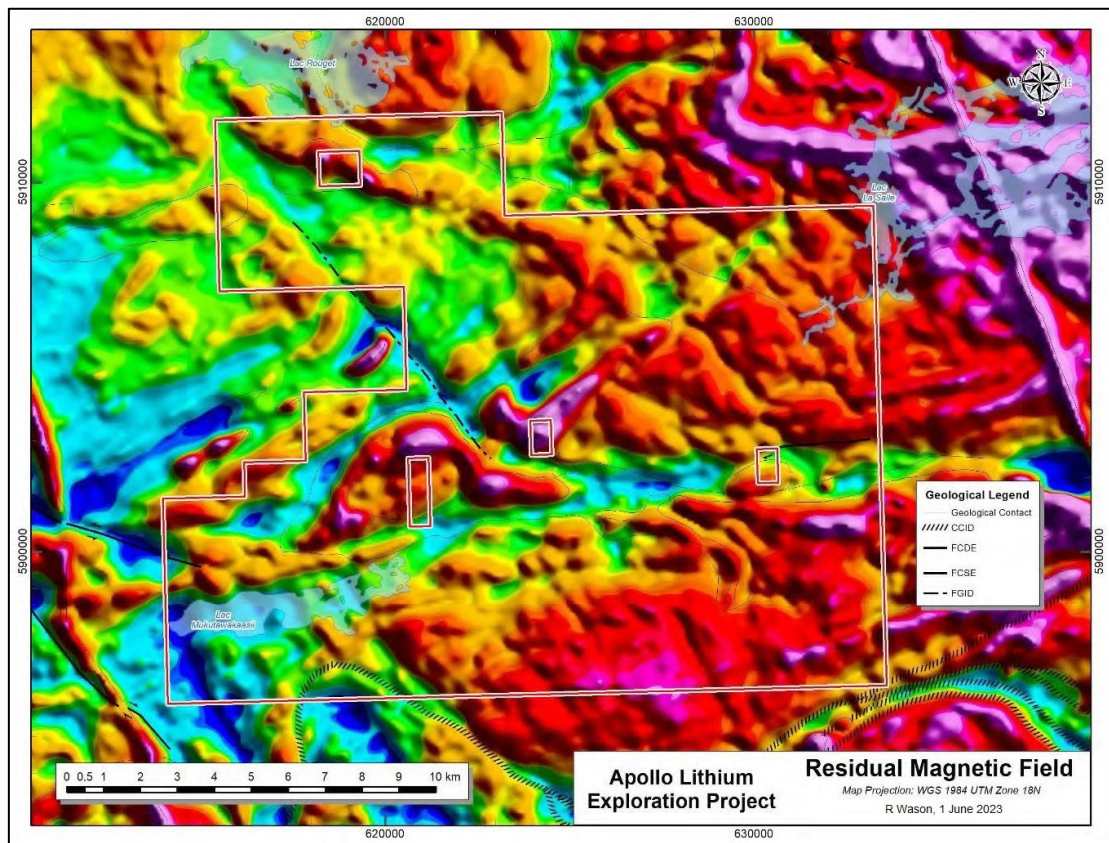 620000
630000
Lac Rouget
N
W
E
S
5910000
5910000
Lac
La Salle
Geological Legend
Geological Contact
CCID
FCDE
FCSE
FGID
5900000
5900000
Lac
Mukutawakaasii
0 0.5 1 2 3 4 5 6 7 8 9 10 km
Apollo Lithium
Exploration Project
Residual Magnetic Field
Map Projection: WGS 1984 UTM Zone 18N
R Wason, 1 June 2023
620000
630000